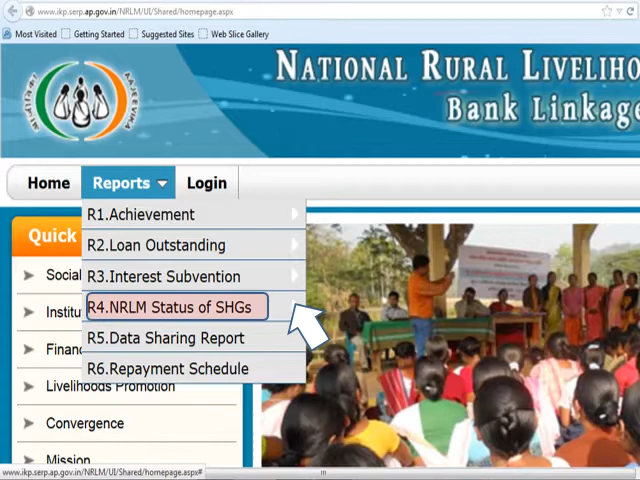 www.ikp.serp.ap.gov.in/NRLM/UI/Shared/homepage.aspx
Most Visited Getting Started Suggested Sites Web Slice Gallery
NATIONAL RURAL LIVELIHO
Bank Linkage
AAJEEVIKA
Home Reports Login
R1.Achievement
R2.Loan Outstanding
R3.Interest Subvention
R4.NRLM Status of SHGs
R5.Data Sharing Report
R6.Repayment Schedule
Quick
Social
Institu
Financ
Livelihoods Promotion
Convergence
Mission
www.ikp.serp.ap.gov.in/NRLM/UI/Shared/homepage.aspx#